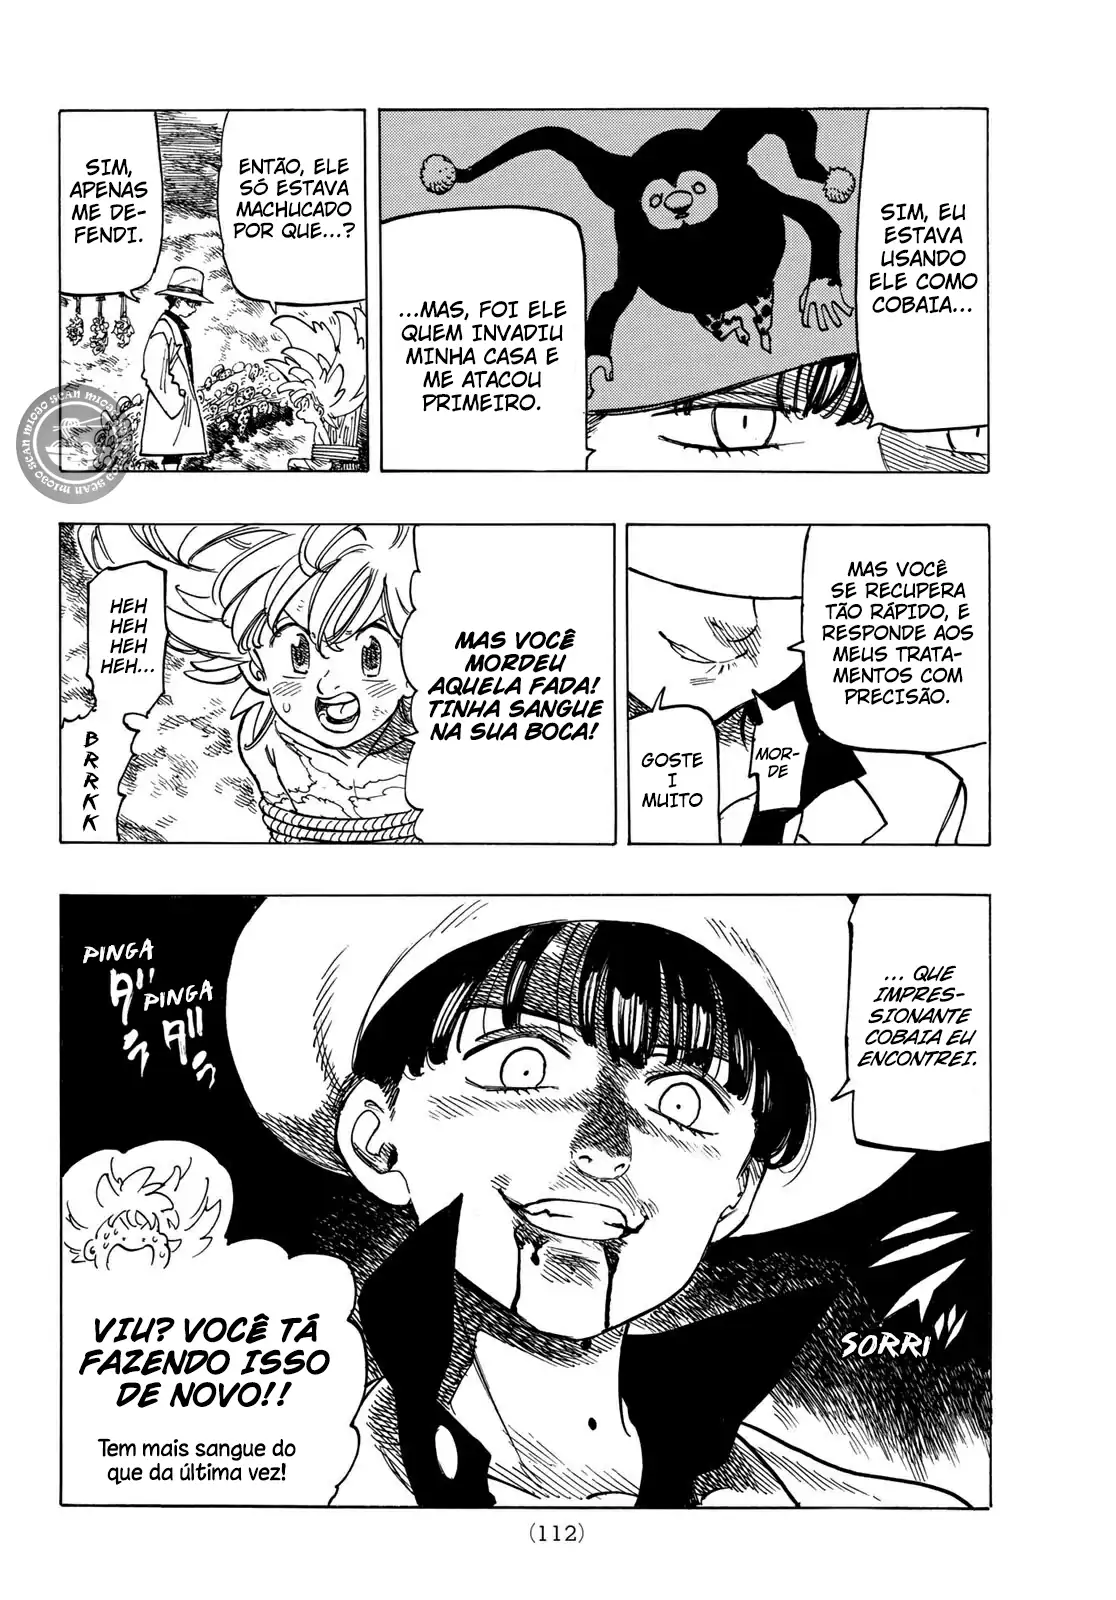 SIM, EU
ESTAVA
USANDO
ELE COMO
COBAIA...
...MAS, FOI ELE
QUEM INVADIU
MINHA CASA E
ME ATACOU
PRIMEIRO.
ENTÃO, ELE
SÓ ESTAVA
MACHUCADO
POR QUE...?
SIM,
APENAS
ME DE-
FENDI.
MAS VOCÊ
SE RECUPERA
TÃO RÁPIDO, E
RESPONDE AOS
MEUS TRATA-
MENTOS COM
PRECISÃO.
MOR-
DE
GOSTE
I
MUITO
MAS VOCÊ
MORDEU
AQUELA FADA!
TINHA SANGUE
NA SUA BOCA!
HEH
HEH
HEH
HEH...
BRRKK
... QUE
IMPRES-
SIONANTE
COBAIA EU
ENCONTREI.
PINGA
ダラ
PINGA
ダラ
SORRI
VIU? VOCÊ TÁ
FAZENDO ISSO
DE NOVO!!
Tem mais sangue do
que da última vez!
(112)